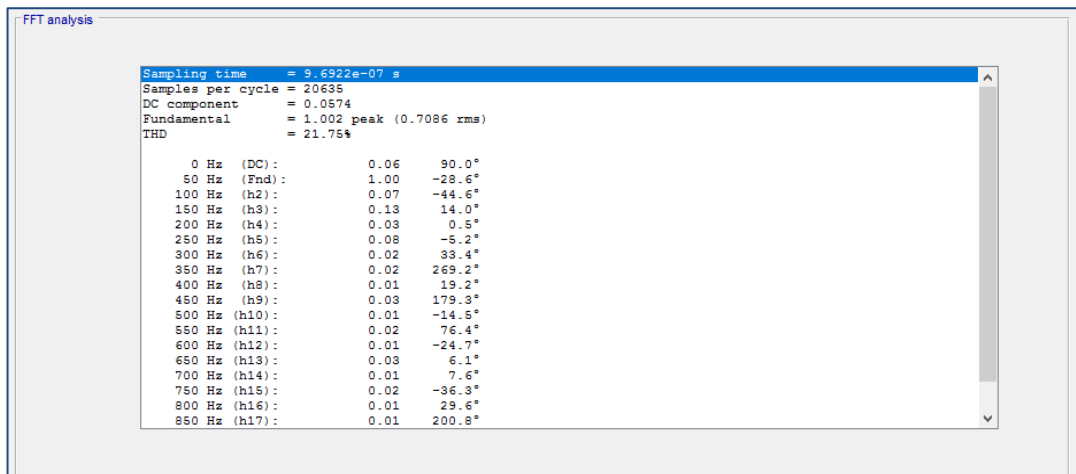 FFT analysis
Sampling time     = 9.6922e-07 s
Samples per cycle = 20635
DC component      = 0.0574
Fundamental       = 1.002 peak (0.7086 rms)
THD               = 21.75%
0 Hz  (DC):          0.06    90.0°
50 Hz  (Fnd):         1.00   -28.6°
100 Hz  (h2):          0.07   -44.6°
150 Hz  (h3):          0.13    14.0°
200 Hz  (h4):          0.03     0.5°
250 Hz  (h5):          0.08    -5.2°
300 Hz  (h6):          0.02    33.4°
350 Hz  (h7):          0.02   269.2°
400 Hz  (h8):          0.01    19.2°
450 Hz  (h9):          0.03   179.3°
500 Hz (h10):          0.01   -14.5°
550 Hz (h11):          0.02    76.4°
600 Hz (h12):          0.01   -24.7°
650 Hz (h13):          0.03     6.1°
700 Hz (h14):          0.01     7.6°
750 Hz (h15):          0.02   -36.3°
800 Hz (h16):          0.01    29.6°
850 Hz (h17):          0.01   200.8°